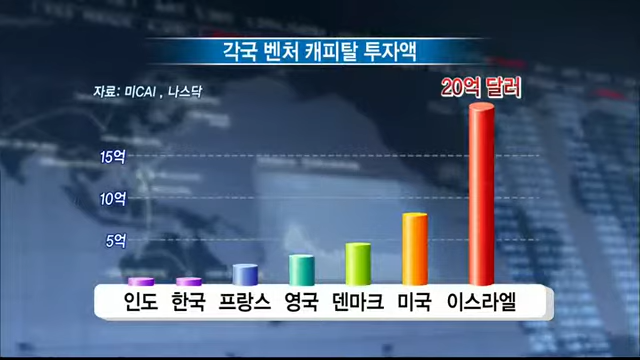 각국 벤처 캐피탈 투자액
자료: 미CAI , 나스닥
20억 달러
15억
10억
5억
인도 한국 프랑스 영국 덴마크 미국 이스라엘